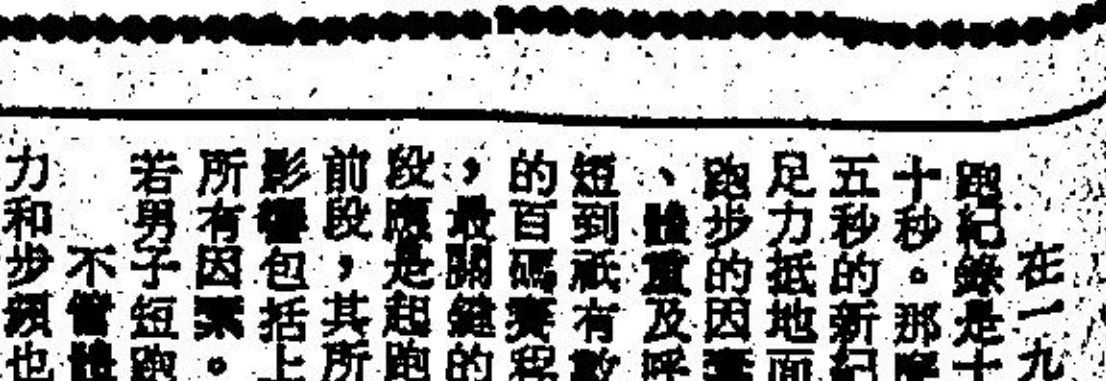 在一九
跑紀錄是十
十秒。那麼
五秒的新紀
足力抵地面
跑步的因素
、體重及呼
短到祇有數
的百碼賽程
，最關鍵的
段應是起跑
前段，其所
影響包括上
所有因素。
若男子短跑
不管體
力和步頻也